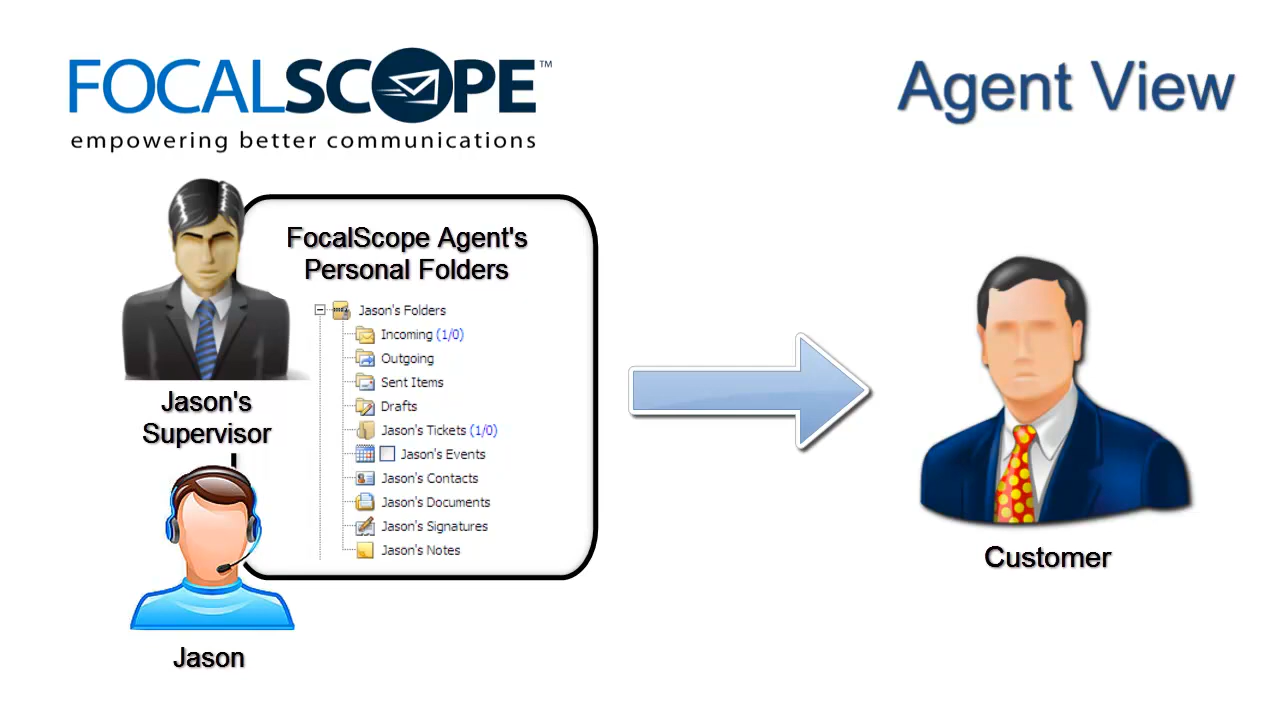 FOCALSCOPE™
empowering better communications
Agent View
FocalScope Agent's
Personal Folders
Jason's Folders
Incoming (1/0)
Outgoing
Sent Items
Drafts
Jason's Tickets (1/0)
Jason's Events
Jason's Contacts
Jason's Documents
Jason's Signatures
Jason's Notes
Jason's
Supervisor
Jason
Customer